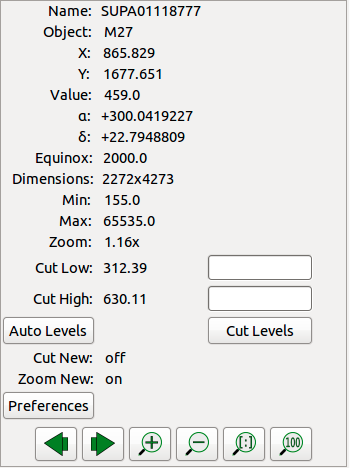 Name: SUPA01118777
Object: M27
X: 865.829
Y: 1677.651
Value: 459.0
α: +300.0419227
δ: +22.7948809
Equinox: 2000.0
Dimensions: 2272x4273
Min: 155.0
Max: 65535.0
Zoom: 1.16x
Cut Low: 312.39
Cut High: 630.11
Auto Levels Cut Levels
Cut New: off
Zoom New: on
Preferences
[:] 100